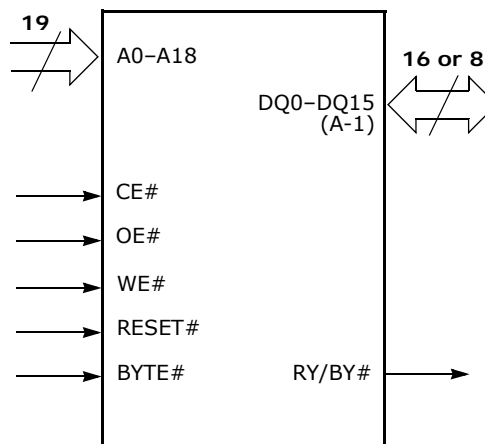 19
A0–A18
16 or 8
DQ0–DQ15
(A-1)
CE#
OE#
WE#
RESET#
BYTE#
RY/BY#